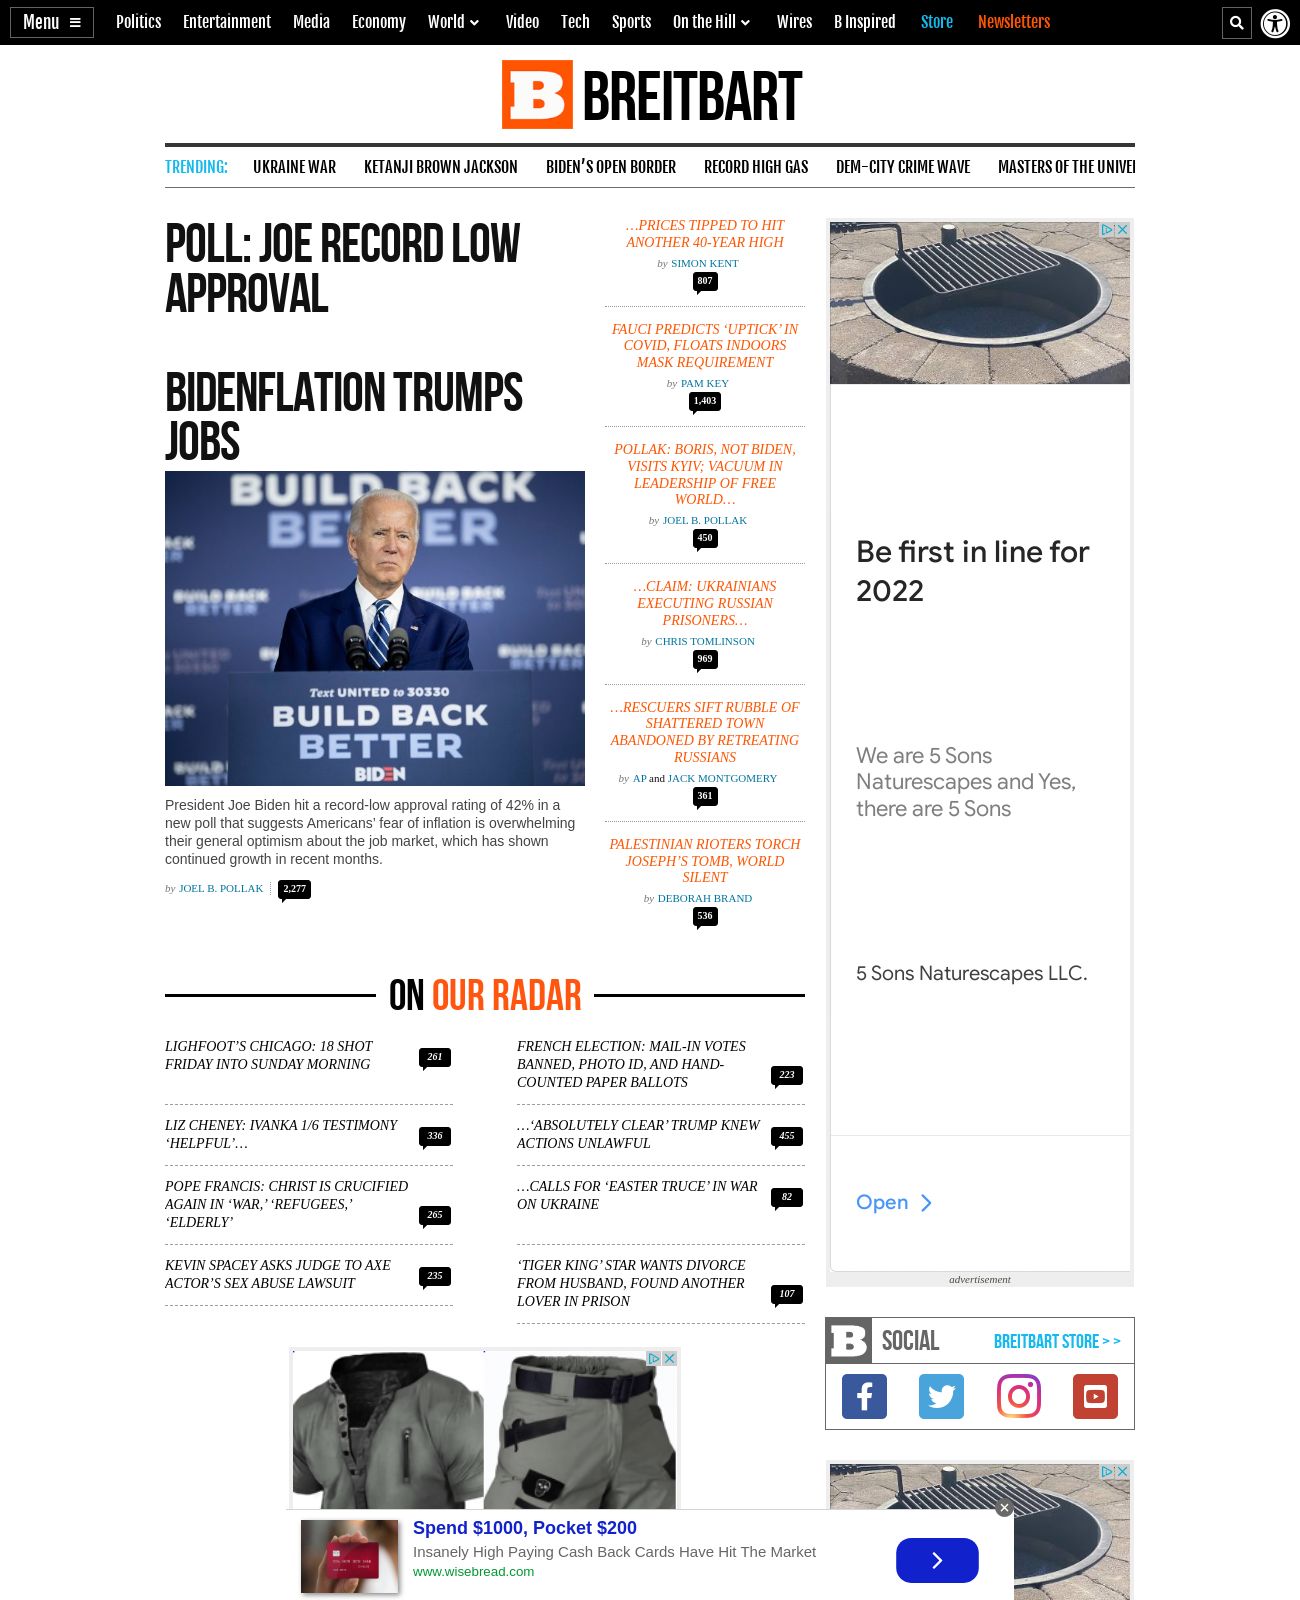 Menu
Politics Entertainment Media Economy World Video Tech Sports On the Hill Wires B Inspired Store Newsletters
B BREITBART
TRENDING: UKRAINE WAR KETANJI BROWN JACKSON BIDEN'S OPEN BORDER RECORD HIGH GAS DEM-CITY CRIME WAVE MASTERS OF THE UNIVE
POLL: JOE RECORD LOW
APPROVAL
BIDENFLATION TRUMPS
JOBS
BUILD BACK
BETTER
Text UNITED to 30330
BUILD BACK
BETTER
BIDEN
President Joe Biden hit a record-low approval rating of 42% in a
new poll that suggests Americans' fear of inflation is overwhelming
their general optimism about the job market, which has shown
continued growth in recent months.
by JOEL B. POLLAK 2,277
…PRICES TIPPED TO HIT
ANOTHER 40-YEAR HIGH
by SIMON KENT
807
FAUCI PREDICTS 'UPTICK' IN
COVID, FLOATS INDOORS
MASK REQUIREMENT
by PAM KEY
1,403
POLLAK: BORIS, NOT BIDEN,
VISITS KYIV; VACUUM IN
LEADERSHIP OF FREE
WORLD…
by JOEL B. POLLAK
450
…CLAIM: UKRAINIANS
EXECUTING RUSSIAN
PRISONERS…
by CHRIS TOMLINSON
969
…RESCUERS SIFT RUBBLE OF
SHATTERED TOWN
ABANDONED BY RETREATING
RUSSIANS
by AP and JACK MONTGOMERY
361
PALESTINIAN RIOTERS TORCH
JOSEPH'S TOMB, WORLD
SILENT
by DEBORAH BRAND
536
Be first in line for
2022
We are 5 Sons
Naturescapes and Yes,
there are 5 Sons
5 Sons Naturescapes LLC.
Open
advertisement
ON OUR RADAR
LIGHFOOT'S CHICAGO: 18 SHOT
FRIDAY INTO SUNDAY MORNING
261
LIZ CHENEY: IVANKA 1/6 TESTIMONY
'HELPFUL'…
336
POPE FRANCIS: CHRIST IS CRUCIFIED
AGAIN IN 'WAR,' 'REFUGEES,'
'ELDERLY'
265
KEVIN SPACEY ASKS JUDGE TO AXE
ACTOR'S SEX ABUSE LAWSUIT
235
FRENCH ELECTION: MAIL-IN VOTES
BANNED, PHOTO ID, AND HAND-
COUNTED PAPER BALLOTS
223
…'ABSOLUTELY CLEAR' TRUMP KNEW
ACTIONS UNLAWFUL
455
…CALLS FOR 'EASTER TRUCE' IN WAR
ON UKRAINE
82
'TIGER KING' STAR WANTS DIVORCE
FROM HUSBAND, FOUND ANOTHER
LOVER IN PRISON
107
B SOCIAL BREITBART STORE > >
Spend $1000, Pocket $200
Insanely High Paying Cash Back Cards Have Hit The Market
www.wisebread.com